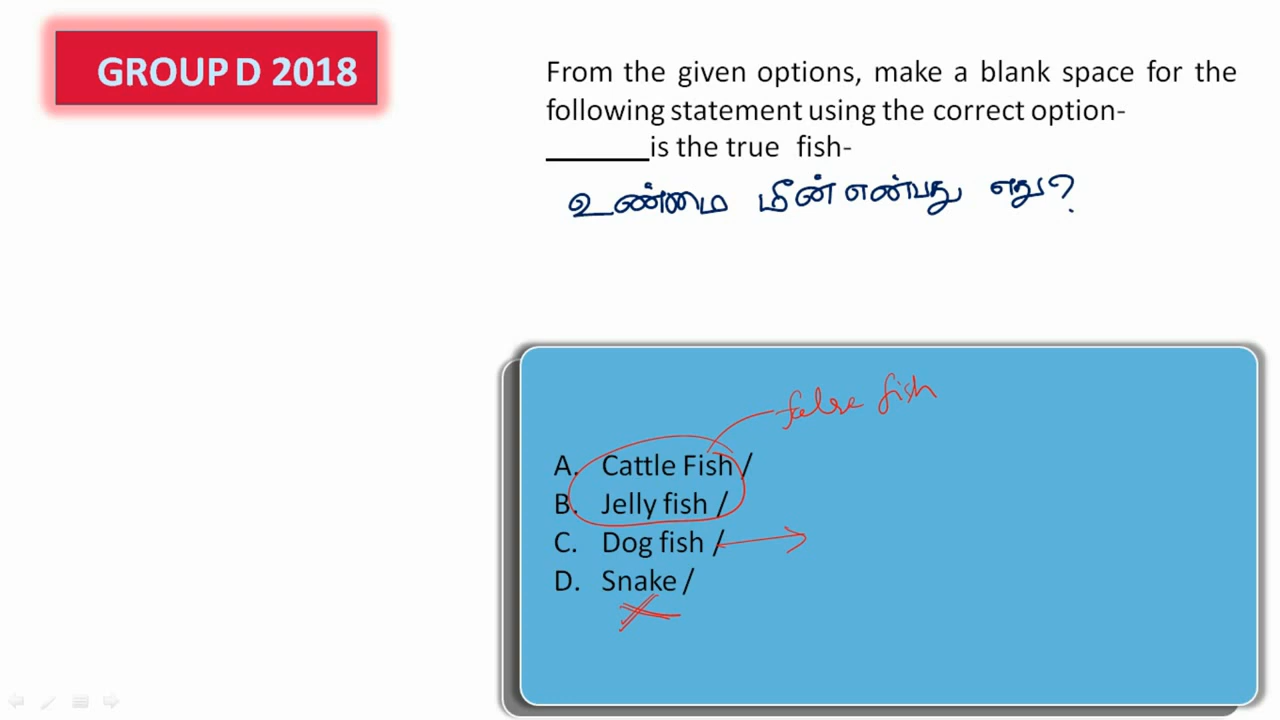 GROUP D 2018
From the given options, make a blank space for the
following statement using the correct option-
_______is the true fish-
உண்மை மீன் என்பது எது?
false fish
A. Cattle Fish /
B. Jelly fish /
C. Dog fish /
D. Snake /